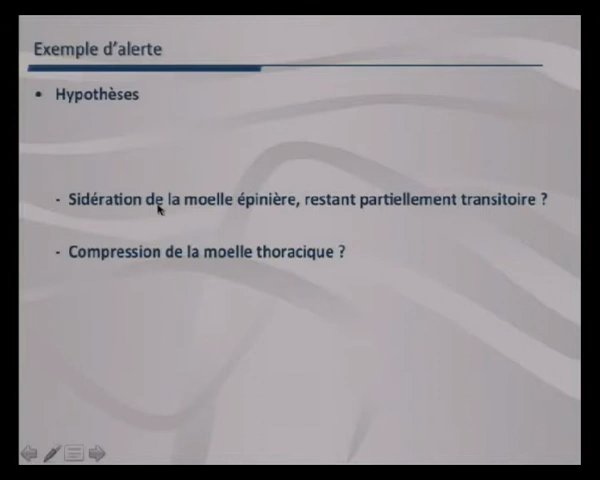 Exemple d'alerte
• Hypothèses
- Sidération de la moelle épinière, restant partiellement transitoire ?
- Compression de la moelle thoracique ?